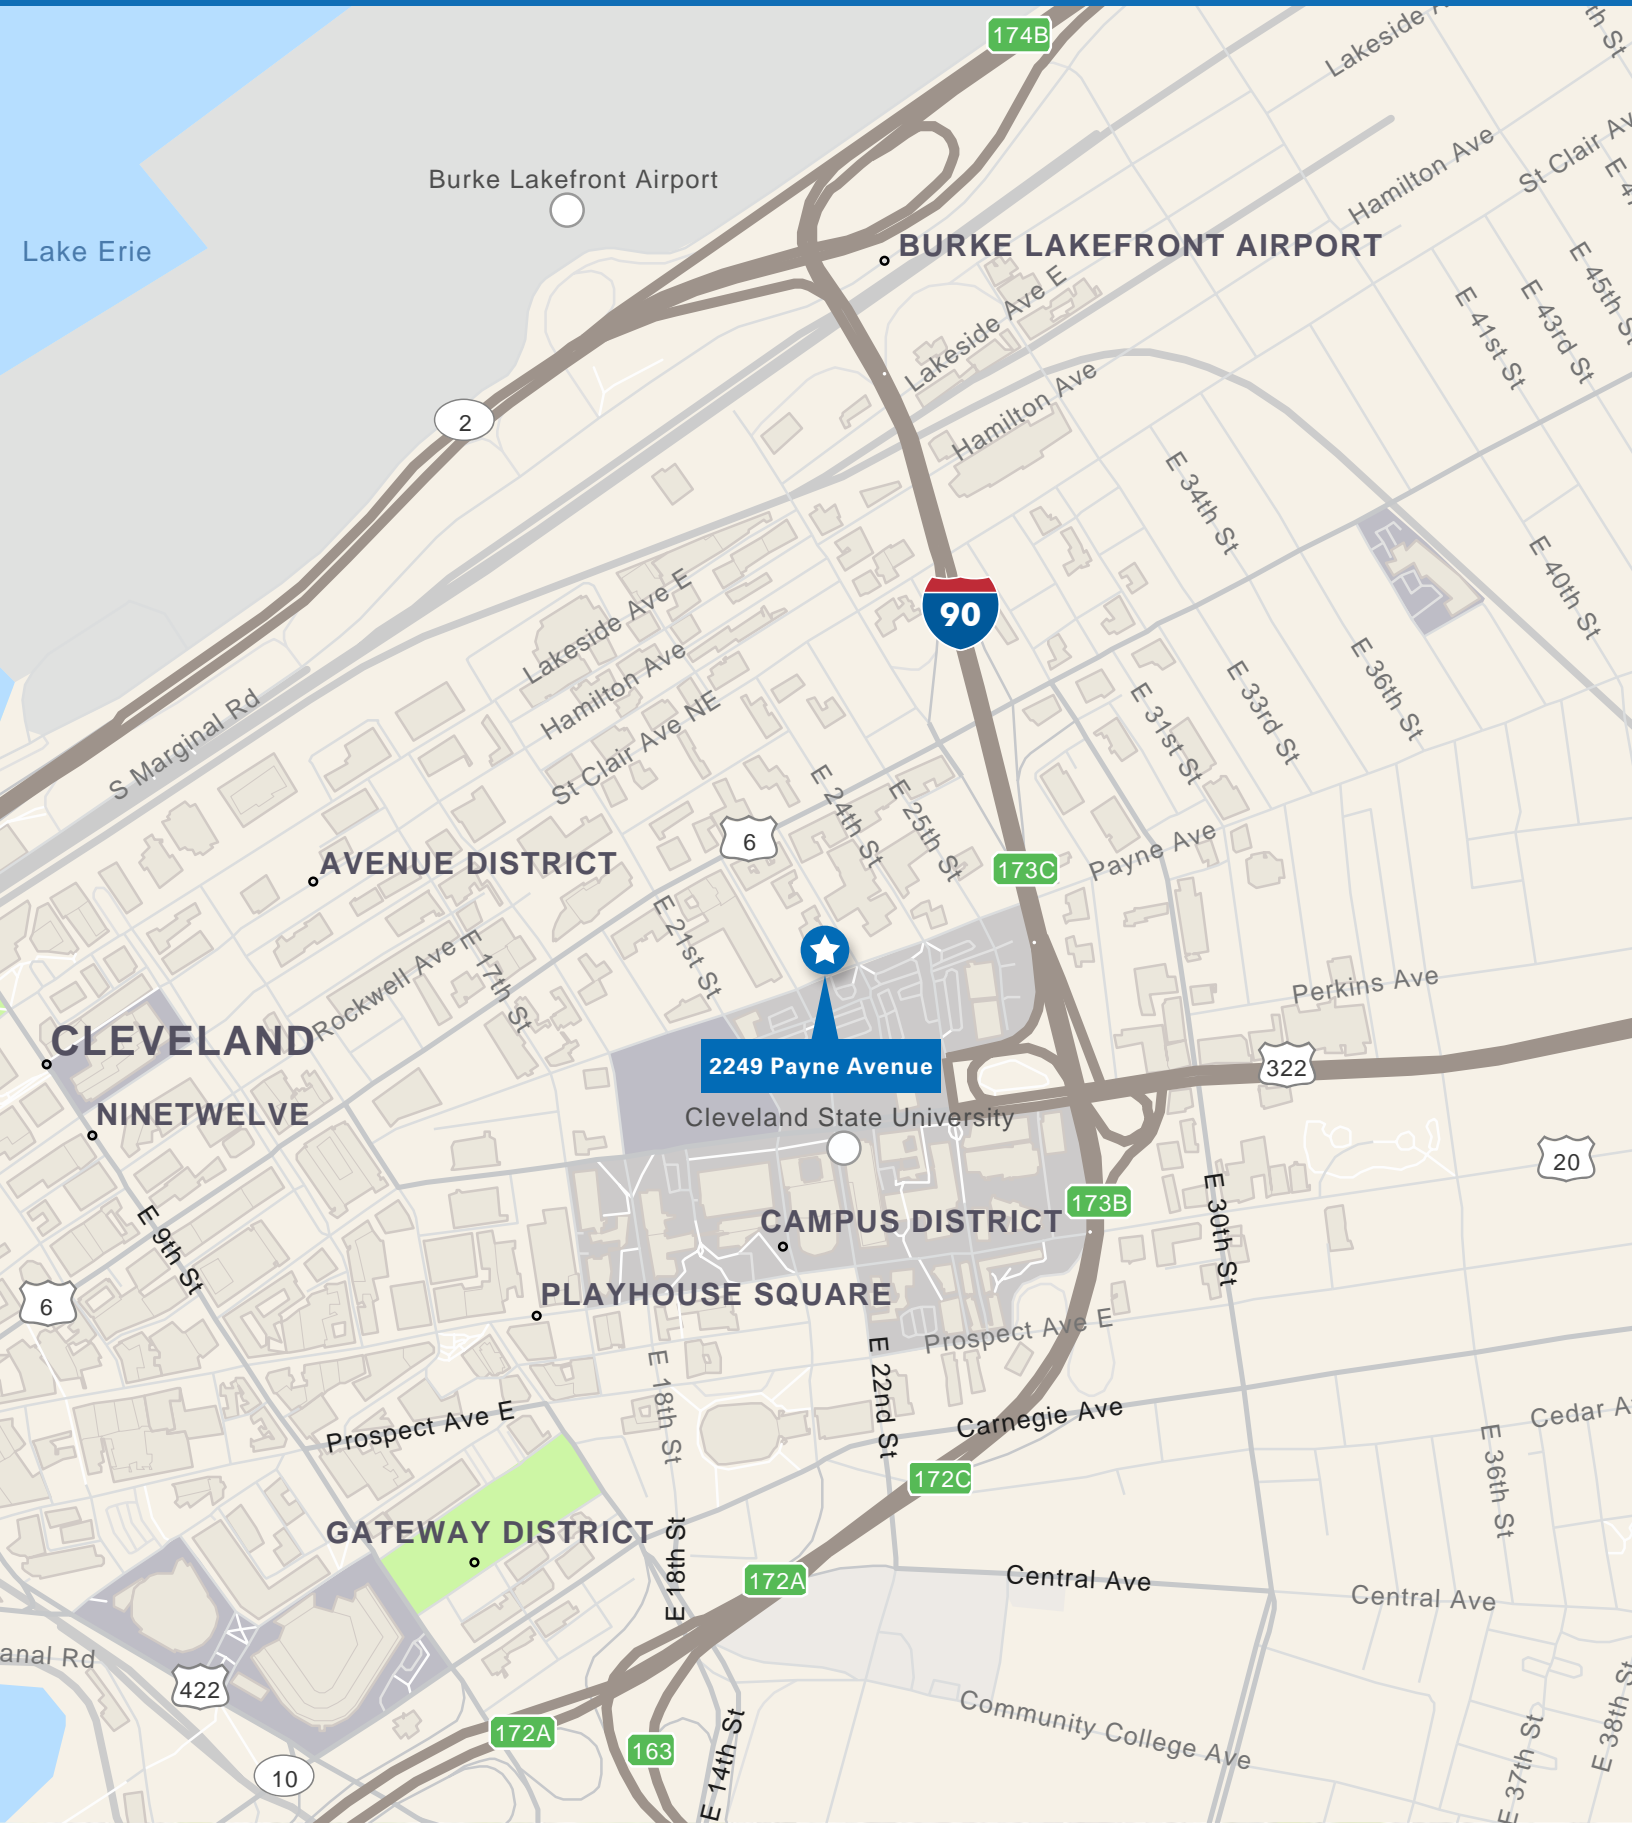 174B
Lakeside
Hamilton Ave
St Clair
Burke Lakefront Airport
Lake Erie
BURKE LAKEFRONT AIRPORT
Lakeside Ave E
E 45th St
E 43rd St
E 41st St
2
Hamilton Ave
E 34th St
E 40th St
90
Lakeside Ave E
Hamilton Ave
St Clair Ave NE
S Marginal Rd
E 36th St
E 33rd St
E 31st St
E 24th St
E 25th St
6
173C
Payne Ave
AVENUE DISTRICT
E 21st St
Rockwell Ave
E 17th St
CLEVELAND
Perkins Ave
2249 Payne Avenue
322
NINETWELVE
Cleveland State University
20
E 9th St
173B
E 30th St
CAMPUS DISTRICT
6
PLAYHOUSE SQUARE
Prospect Ave E
E 18th St
E 22nd St
Prospect Ave E
Carnegie Ave
Cedar
E 36th St
172C
GATEWAY DISTRICT
E 18th St
172A
Central Ave
Central Ave
anal Rd
422
172A
163
E 14th St
Community College Ave
E 37th St
E 38th St
10